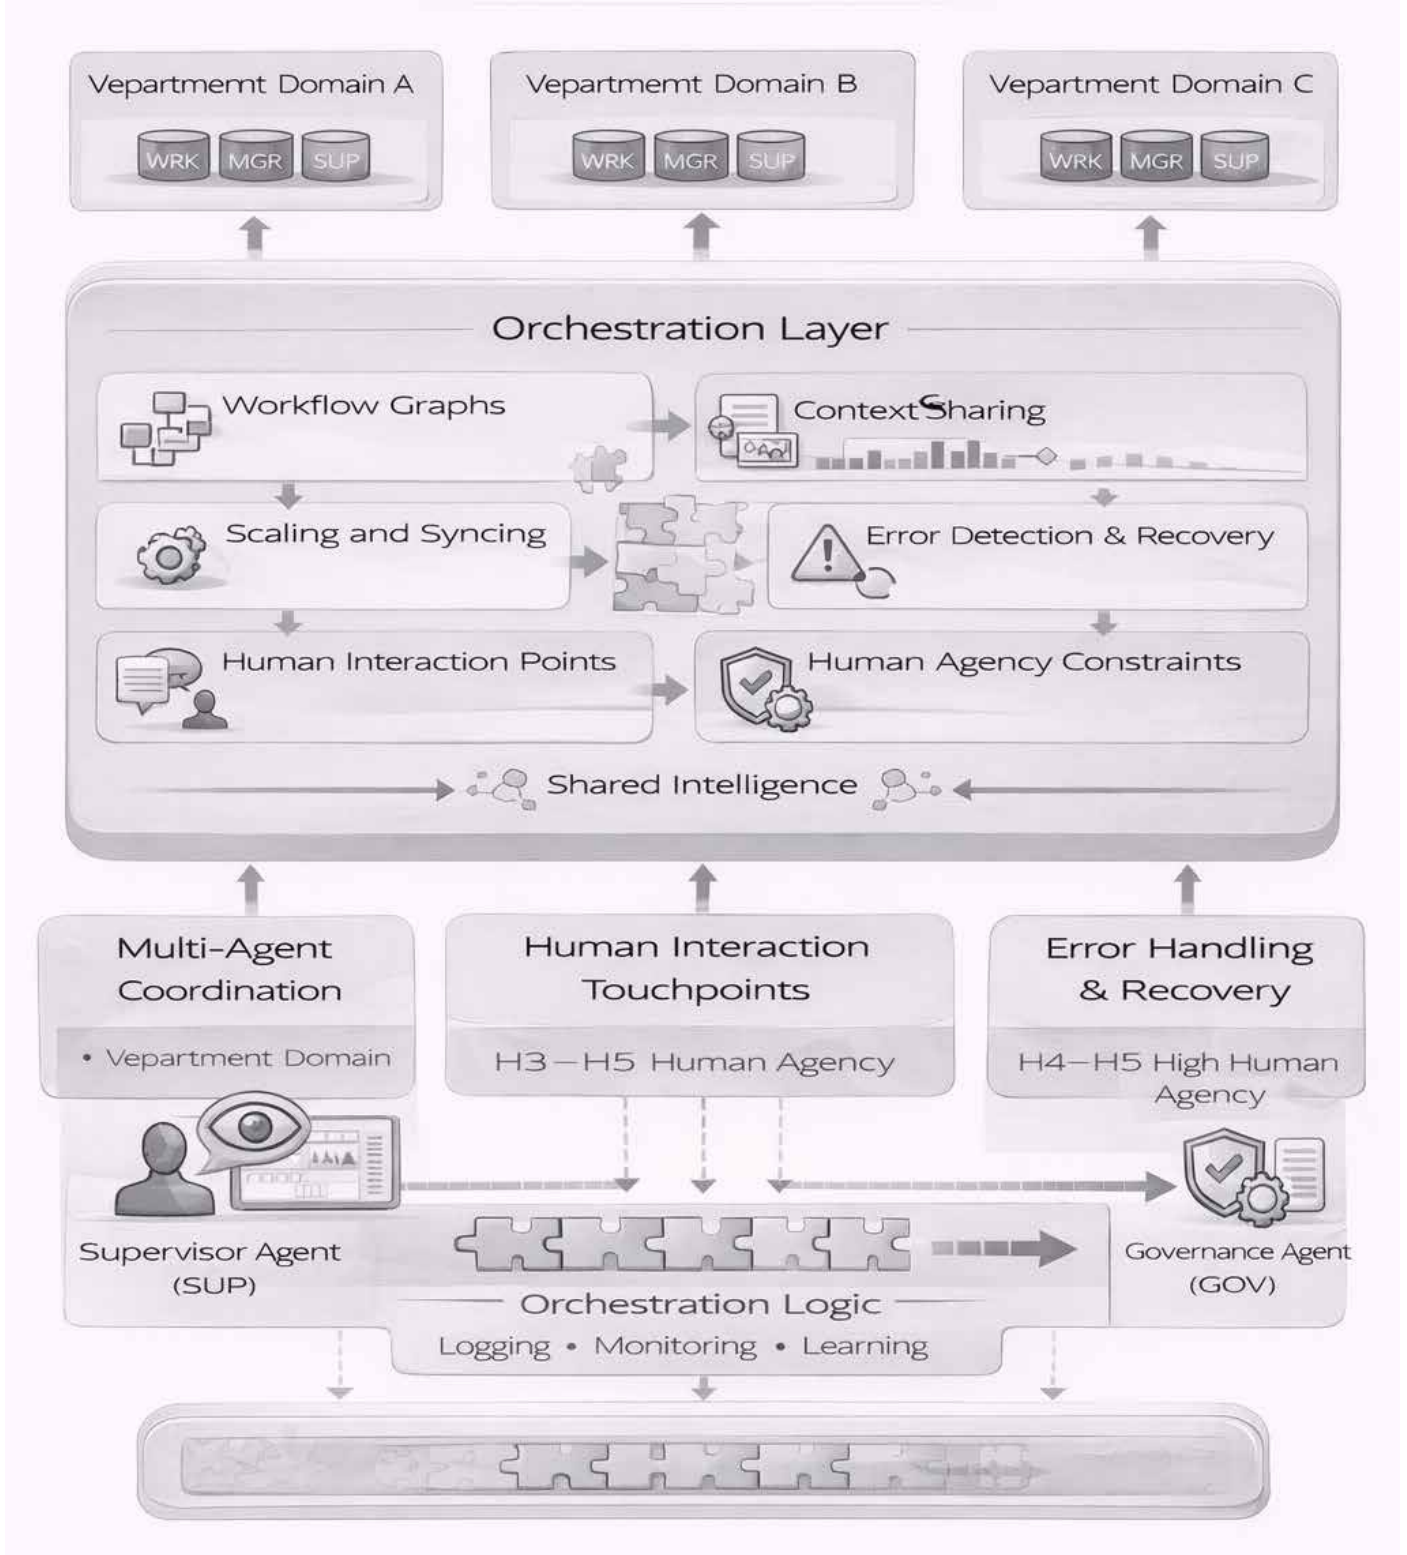 Vepartmemt Domain A
Vepartmemt Domain B
Vepartment Domain C
WRK MGR SUP
WRK MGR SUP
WRK MGR SUP
Orchestration Layer
Workflow Graphs
Context Sharing
Scaling and Syncing
Error Detection & Recovery
Human Interaction Points
Human Agency Constraints
Shared Intelligence
Multi-Agent
Coordination
• Vepartment Domain
Human Interaction
Touchpoints
H3–H5 Human Agency
Error Handling
& Recovery
H4–H5 High Human
Agency
Supervisor Agent
(SUP)
Governance Agent
(GOV)
Orchestration Logic
Logging • Monitoring • Learning